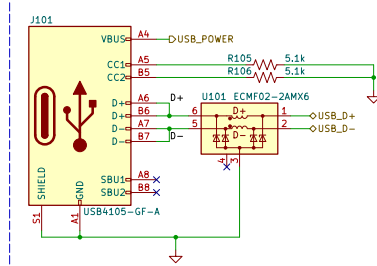 J101
VBUS A4 USB_POWER
CC1 A5 R105 5.1k
CC2 B5 R106 5.1k
U101 ECMF02-2AMX6
D+ A6 D+
D+ B6 6 D+ 1 USB_D+
D- A7 5 D- 2 USB_D-
D- B7 D-
4 3
SBU1 A8
SBU2 B8
SHIELD GND
USB4105-GF-A
S1 A1